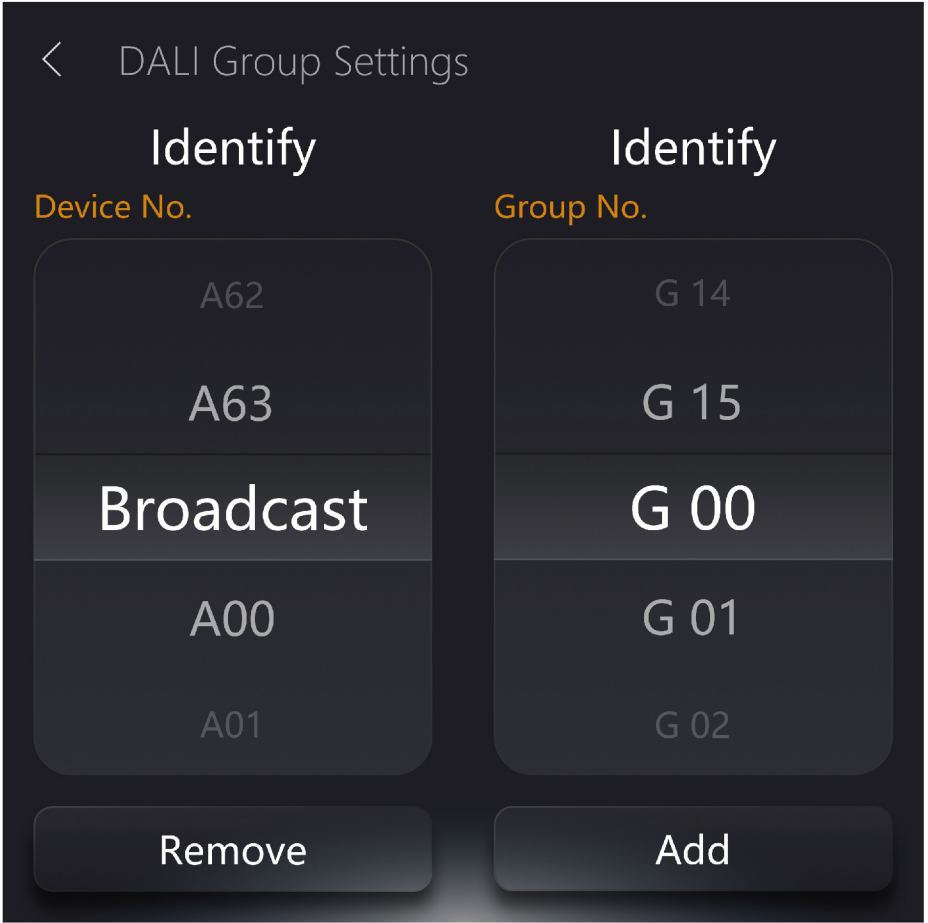 DALI Group Settings
Identify
Device No.
A62
A63
Broadcast
A00
A01
Remove
Identify
Group No.
G 14
G 15
G 00
G 01
G 02
Add